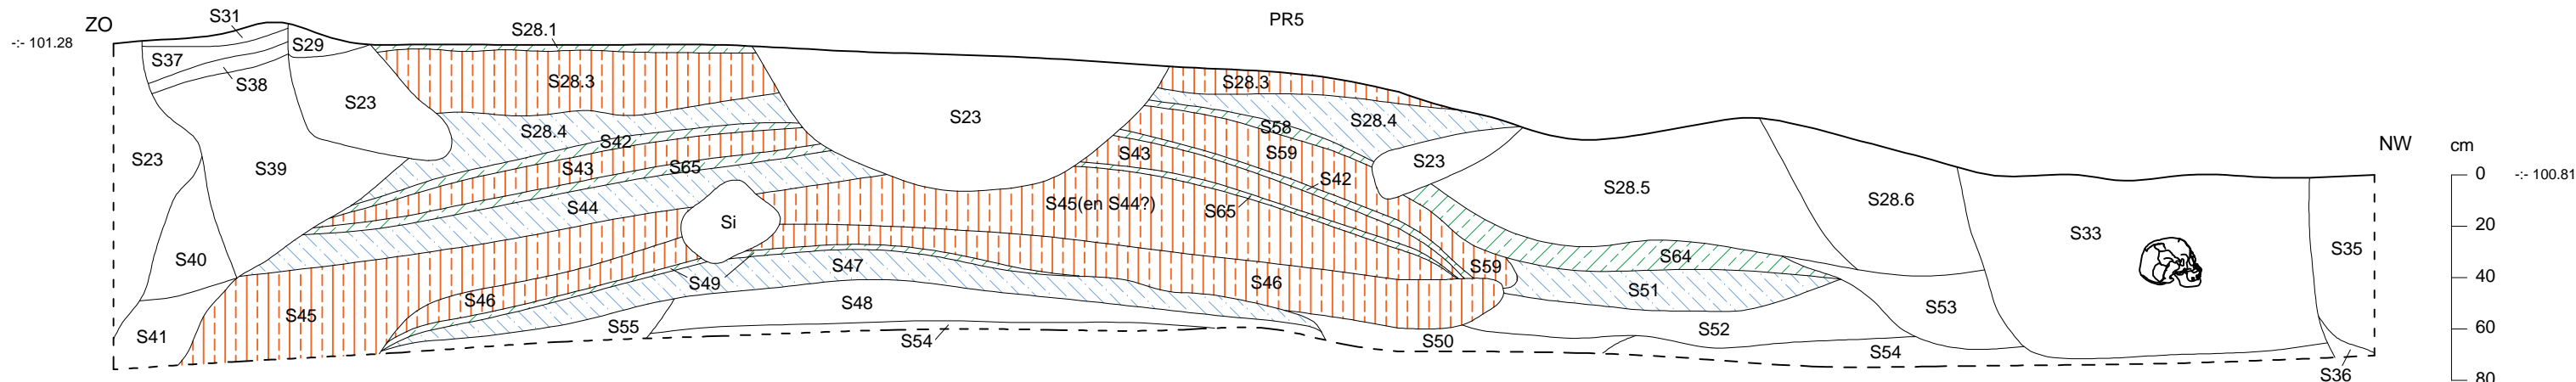 ZO
PR5
-:- 101.28
S31
S28.1
S29
S37
S38
S23
S28.3
S28.3
S23
S28.4
S42
S28.4
S58
S59
S43
S23
S23
S39
S43
S65
S42
S28.5
S28.6
S44
S45(en S44?)
S65
Si
S33
S35
S40
S47
S59
S64
S49
S46
S51
S46
S48
S53
S45
S55
S52
S41
S54
S50
S54
S36
NW
cm
0
-:- 100.81
20
40
60
80